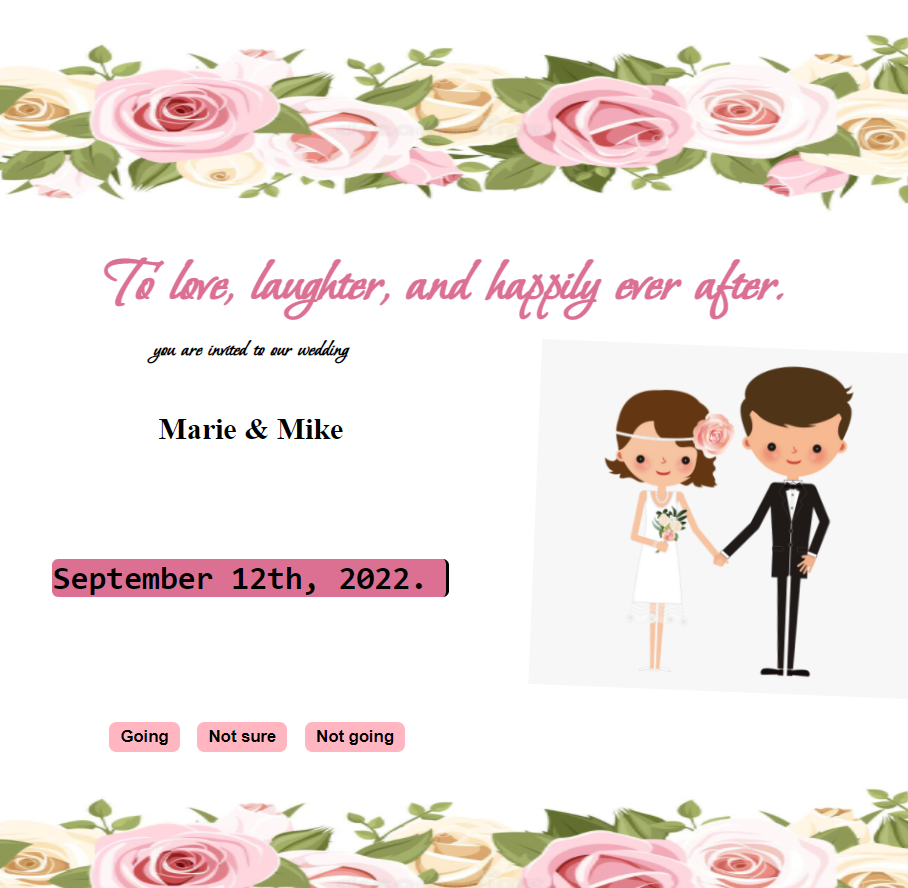 To love, laughter, and happily ever after.
you are invited to our wedding
Marie & Mike
September 12th, 2022.
Going
Not sure
Not going